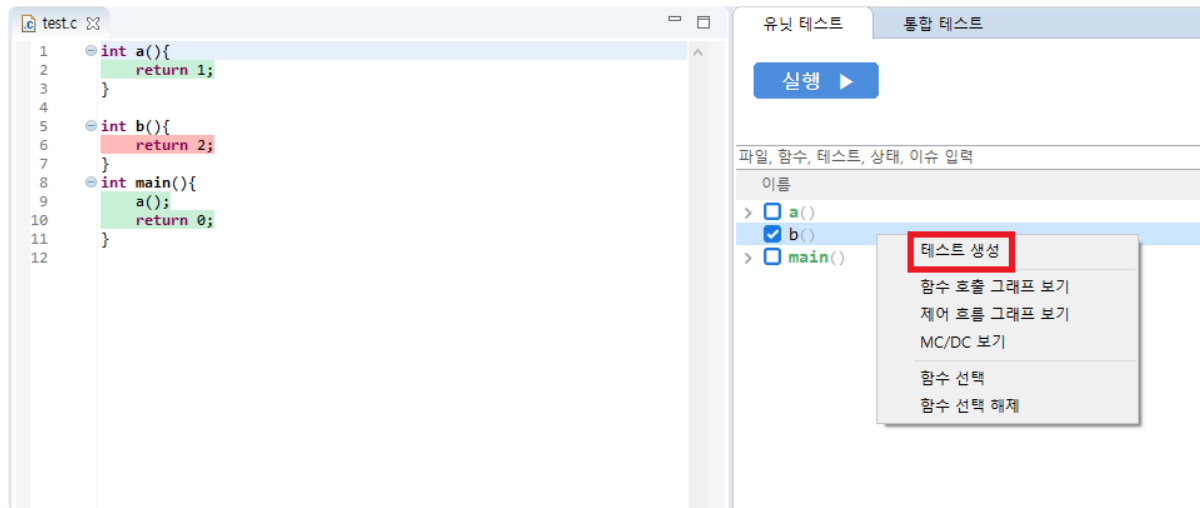 test.c
1 int a(){
2 return 1;
3 }
4
5 int b(){
6 return 2;
7 }
8 int main(){
9 a();
10 return 0;
11 }
12
유닛 테스트 통합 테스트
실행
파일, 함수, 테스트, 상태, 이슈 입력
이름
a()
b()
main()
테스트 생성
함수 호출 그래프 보기
제어 흐름 그래프 보기
MC/DC 보기
함수 선택
함수 선택 해제